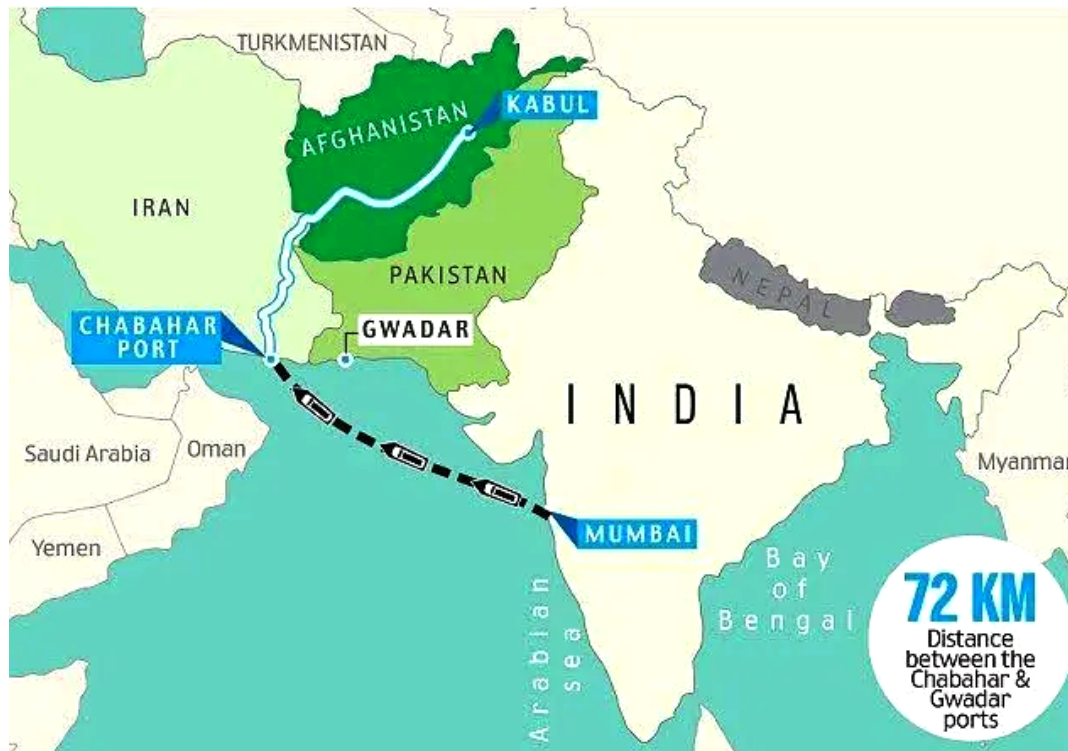 TURKMENISTAN
KABUL
AFGHANISTAN
IRAN
PAKISTAN
NEPAL
CHABAHAR
PORT
GWADAR
INDIA
Saudi Arabia
Oman
Myanmar
Yemen
MUMBAI
Arabian
sea
Bay
of
Bengal
72 KM
Distance
between the
Chabahar &
Gwadar
ports